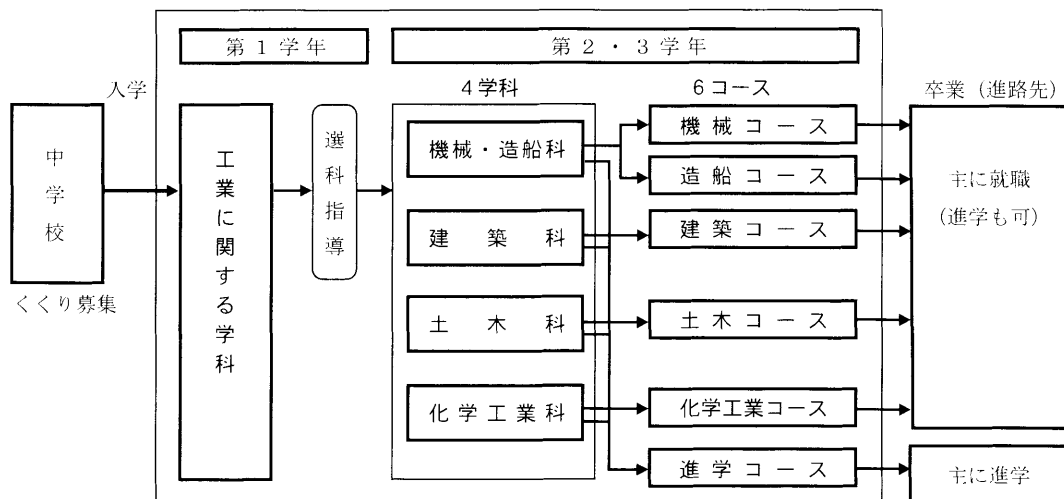 第１学年
第２・３学年
入学
４学科
６コース
卒業（進路先）
中学校
くくり募集
工業に関する学科
選科指導
機械・造船科
建築科
土木科
化学工業科
機械コース
造船コース
建築コース
土木コース
化学工業コース
進学コース
主に就職
（進学も可）
主に進学